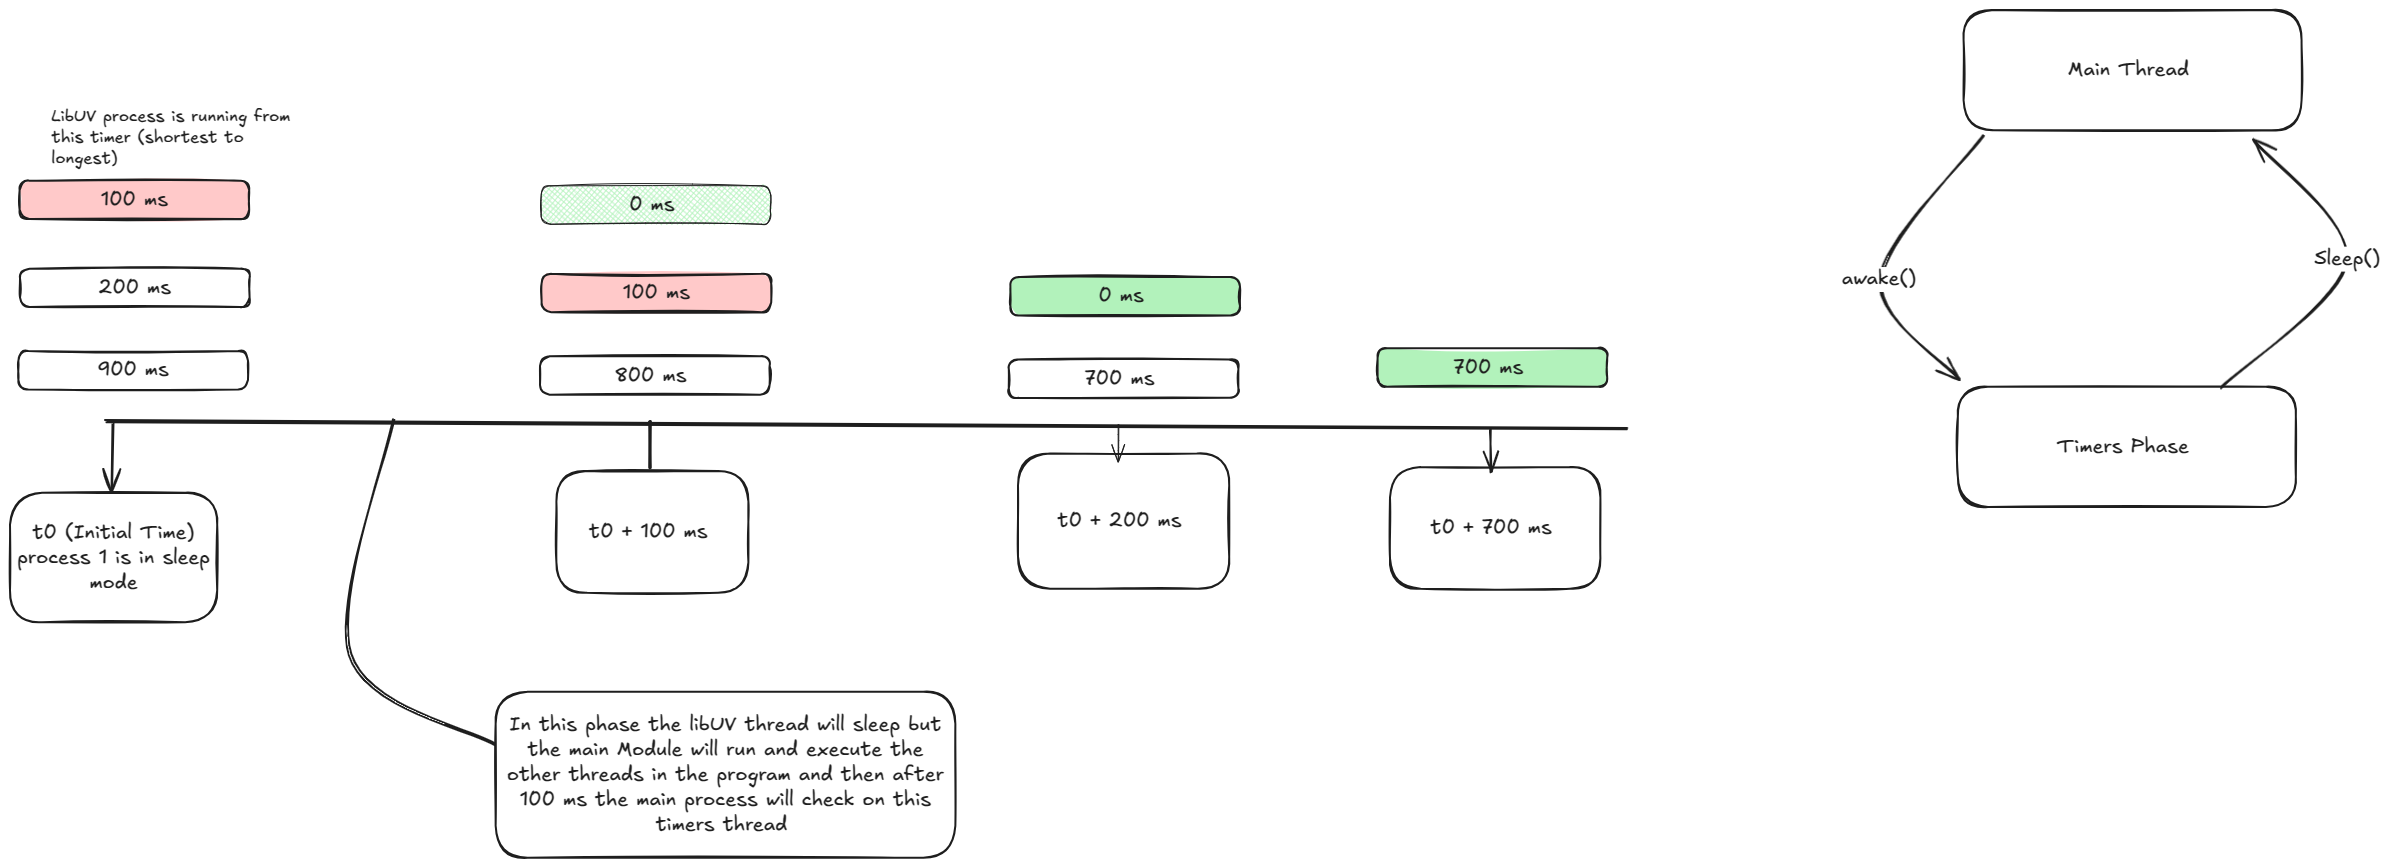 Main Thread
LibUV process is running from
this timer (shortest to
longest)
100 ms
0 ms
200 ms
100 ms
0 ms
900 ms
800 ms
700 ms
700 ms
awake()
Sleep()
Timers Phase
t0 (Initial Time)
process 1 is in sleep
mode
t0 + 100 ms
t0 + 200 ms
t0 + 700 ms
In this phase the libUV thread will sleep but
the main Module will run and execute the
other threads in the program and then after
100 ms the main process will check on this
timers thread